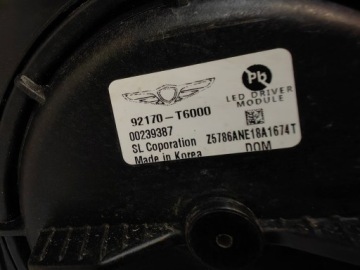 Pb
LED DRIVER
MODULE
92170-T6000
00239387
SL Coporation Z5786ANE18A1674T
Made in Korea DOM